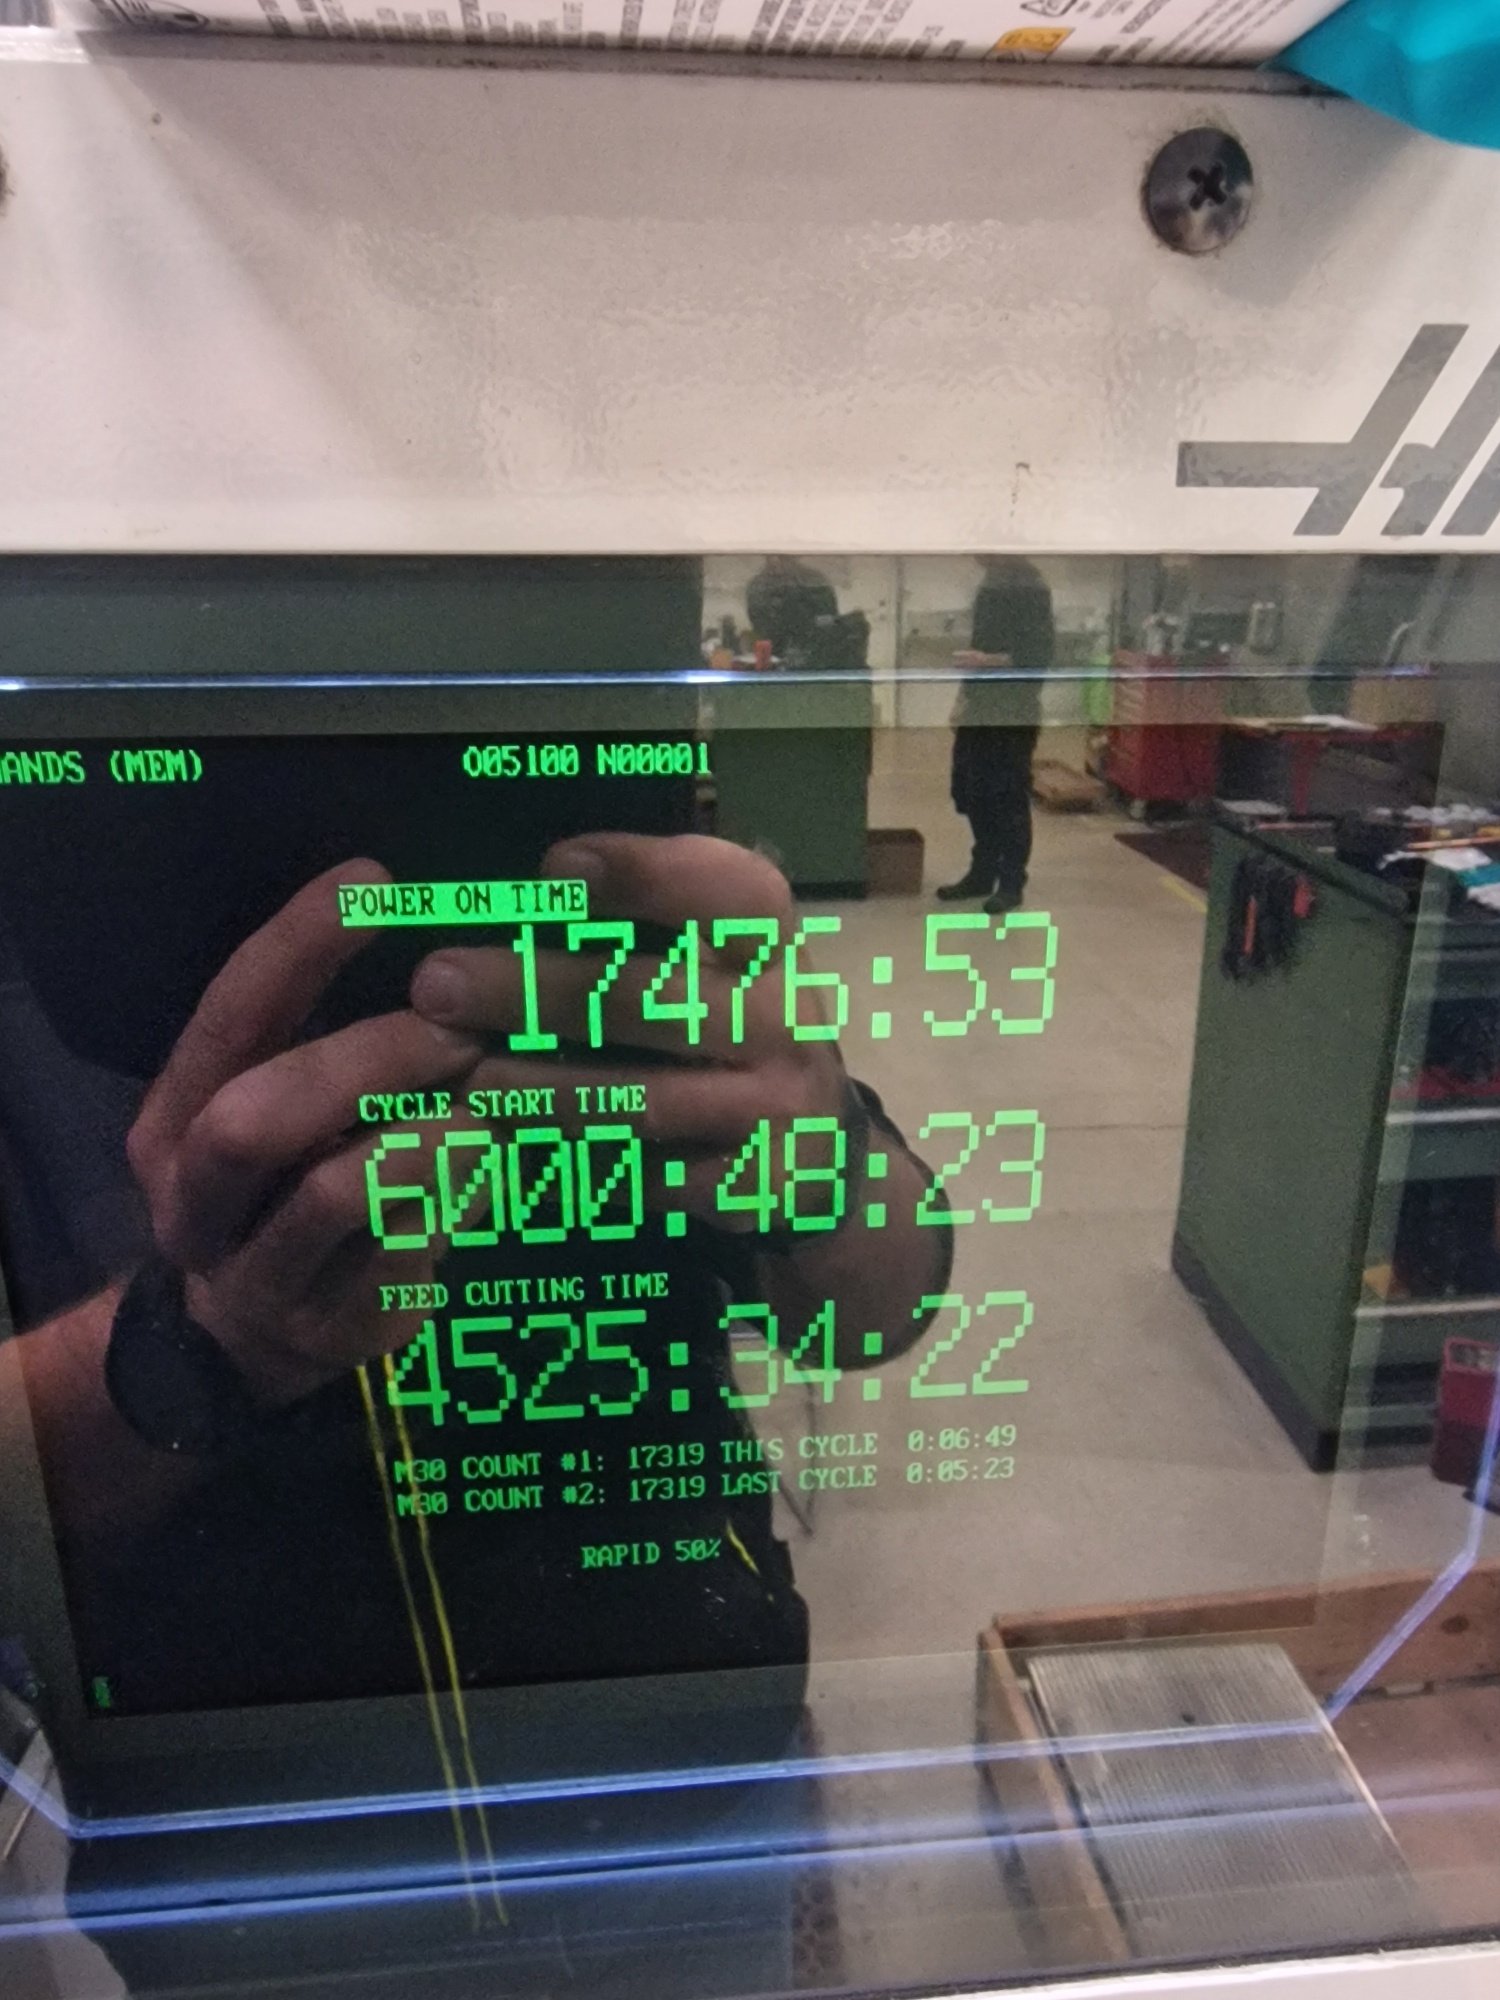 ANDS (MEM) O05100 N00001
POWER ON TIME
17476:53
CYCLE START TIME
6000:48:23
FEED CUTTING TIME
4525:34:22
M30 COUNT #1: 17319 THIS CYCLE 0:06:49
M30 COUNT #2: 17319 LAST CYCLE 0:05:23
RAPID 50%